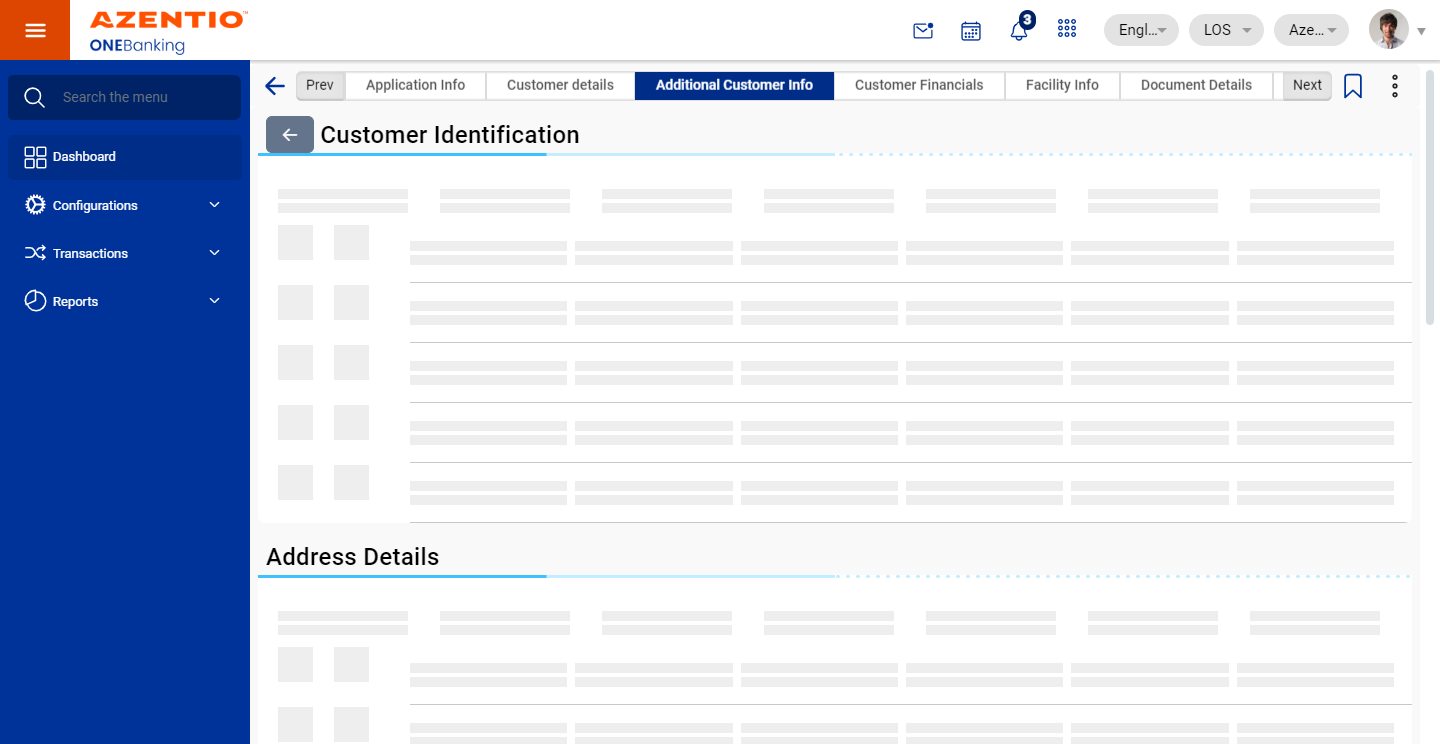 AZENTIO™
ONEBanking
3
Engl...
LOS
Aze...
Search the menu
Dashboard
Configurations
Transactions
Reports
Prev
Application Info
Customer details
Additional Customer Info
Customer Financials
Facility Info
Document Details
Next
Customer Identification
Address Details